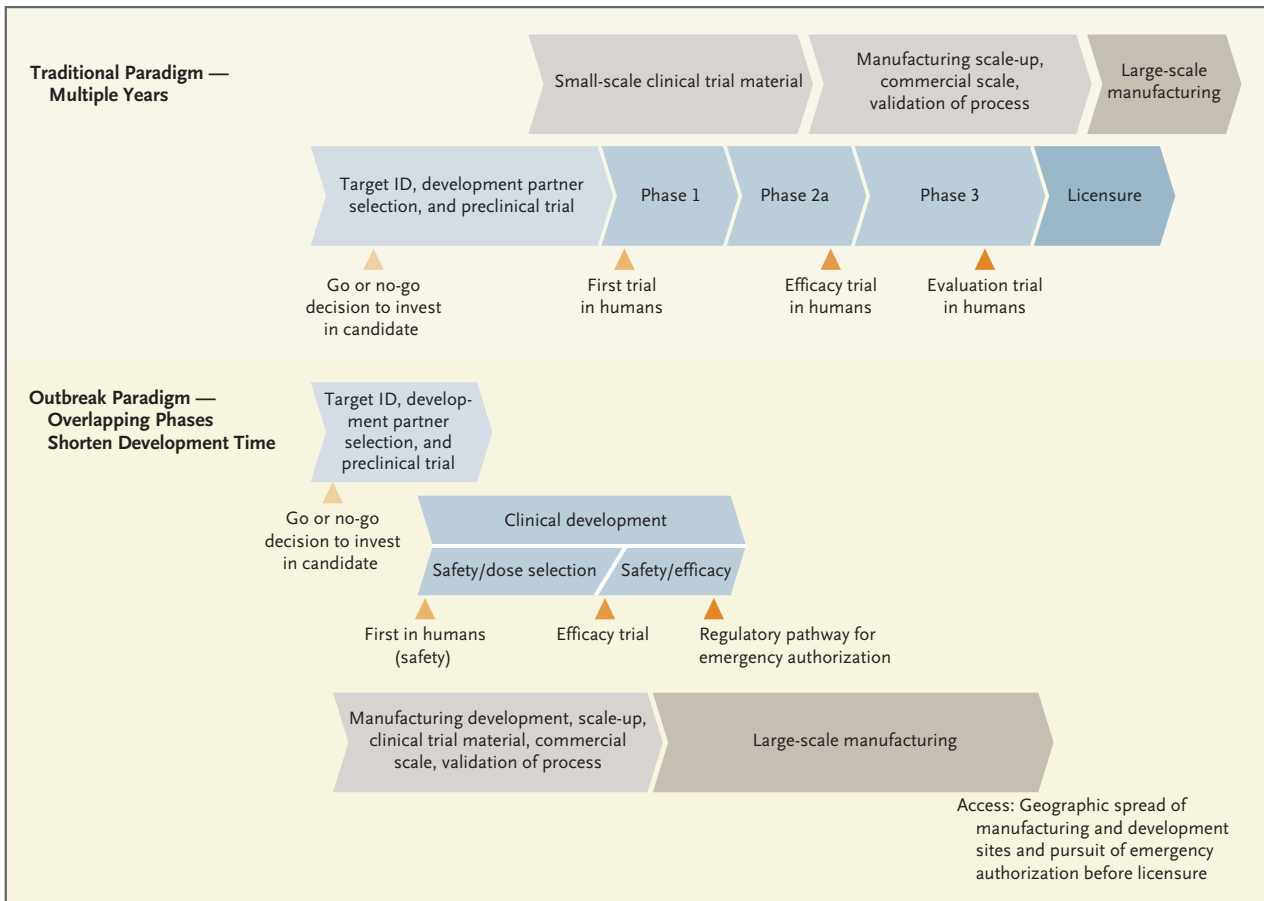 Traditional Paradigm —
Multiple Years
Small-scale clinical trial material
Manufacturing scale-up,
commercial scale,
validation of process
Large-scale
manufacturing
Target ID, development partner
selection, and preclinical trial
Phase 1
Phase 2a
Phase 3
Licensure
Go or no-go
decision to invest
in candidate
First trial
in humans
Efficacy trial
in humans
Evaluation trial
in humans
Outbreak Paradigm —
Overlapping Phases
Shorten Development Time
Target ID, develop-
ment partner
selection, and
preclinical trial
Go or no-go
decision to invest
in candidate
Clinical development
Safety/dose selection
Safety/efficacy
First in humans
(safety)
Efficacy trial
Regulatory pathway for
emergency authorization
Manufacturing development, scale-up,
clinical trial material, commercial
scale, validation of process
Large-scale manufacturing
Access: Geographic spread of
manufacturing and development
sites and pursuit of emergency
authorization before licensure